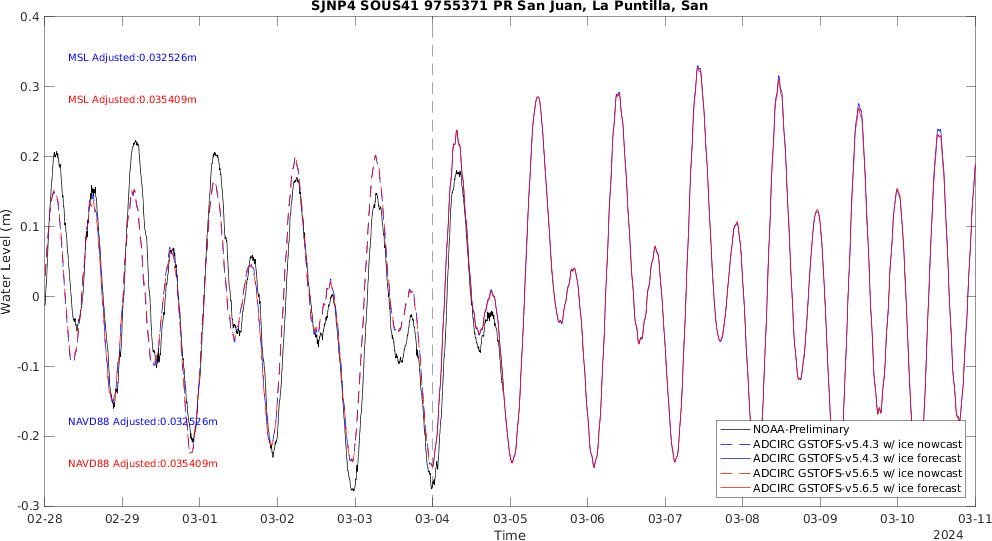 SJNP4 SOUS41 9755371 PR San Juan, La Puntilla, San
0.4
0.3
0.2
0.1
0
-0.1
-0.2
-0.3
Water Level (m)
MSL Adjusted:0.032526m
MSL Adjusted:0.035409m
NAVD88 Adjusted:0.032526m
NAVD88 Adjusted:0.035409m
NOAA-Preliminary
ADCIRC GSTOFS-v5.4.3 w/ ice nowcast
ADCIRC GSTOFS-v5.4.3 w/ ice forecast
ADCIRC GSTOFS-v5.6.5 w/ ice nowcast
ADCIRC GSTOFS-v5.6.5 w/ ice forecast
02-28 02-29 03-01 03-02 03-03 03-04 03-05 03-06 03-07 03-08 03-09 03-10 03-11
Time
2024